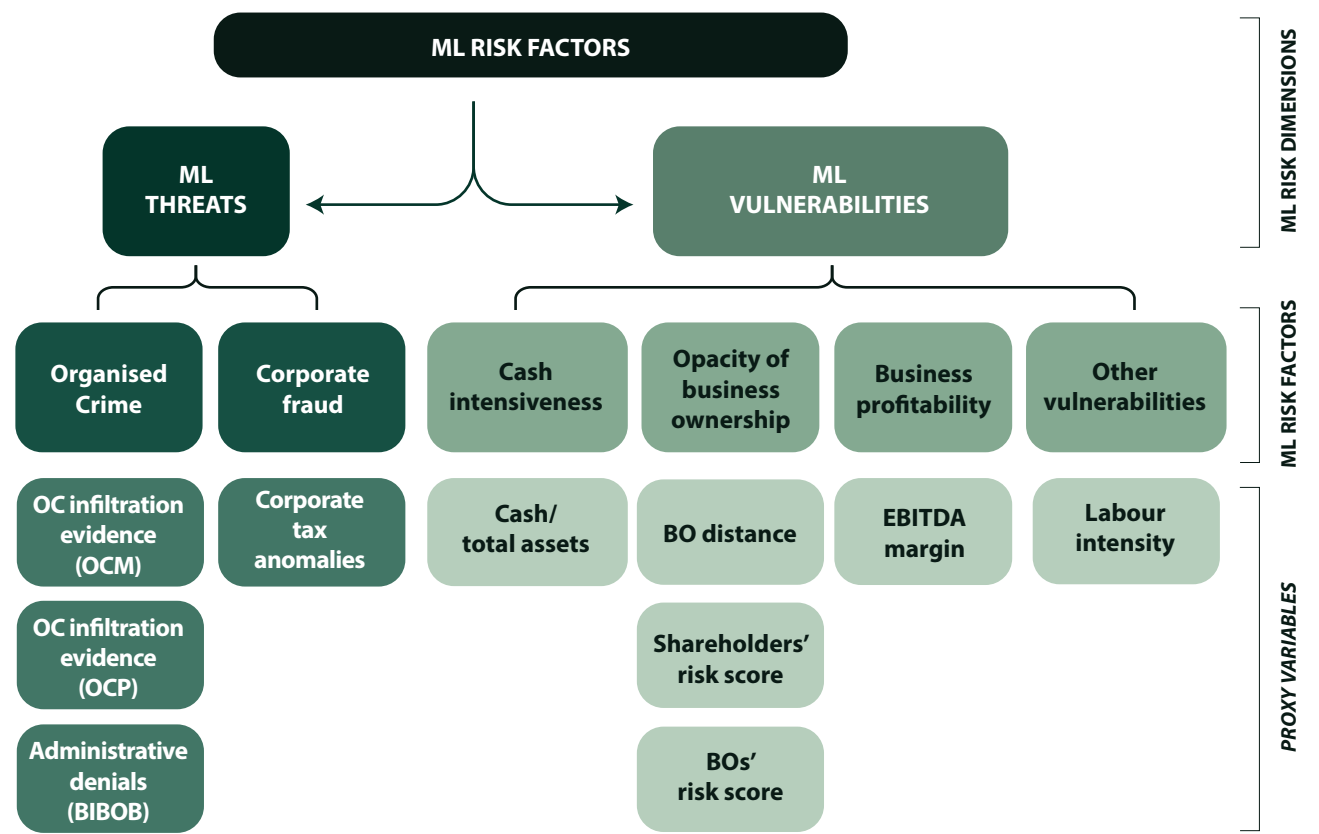 ML RISK FACTORS
ML
THREATS
ML
VULNERABILITIES
ML RISK DIMENSIONS
Organised
Crime
Corporate
fraud
Cash
intensiveness
Opacity of
business
ownership
Business
profitability
Other
vulnerabilities
ML RISK FACTORS
OC infiltration
evidence
(OCM)
Corporate
tax
anomalies
Cash/
total assets
BO distance
EBITDA
margin
Labour
intensity
OC infiltration
evidence
(OCP)
Shareholders’
risk score
Administrative
denials
(BIBOB)
BOs’
risk score
PROXY VARIABLES